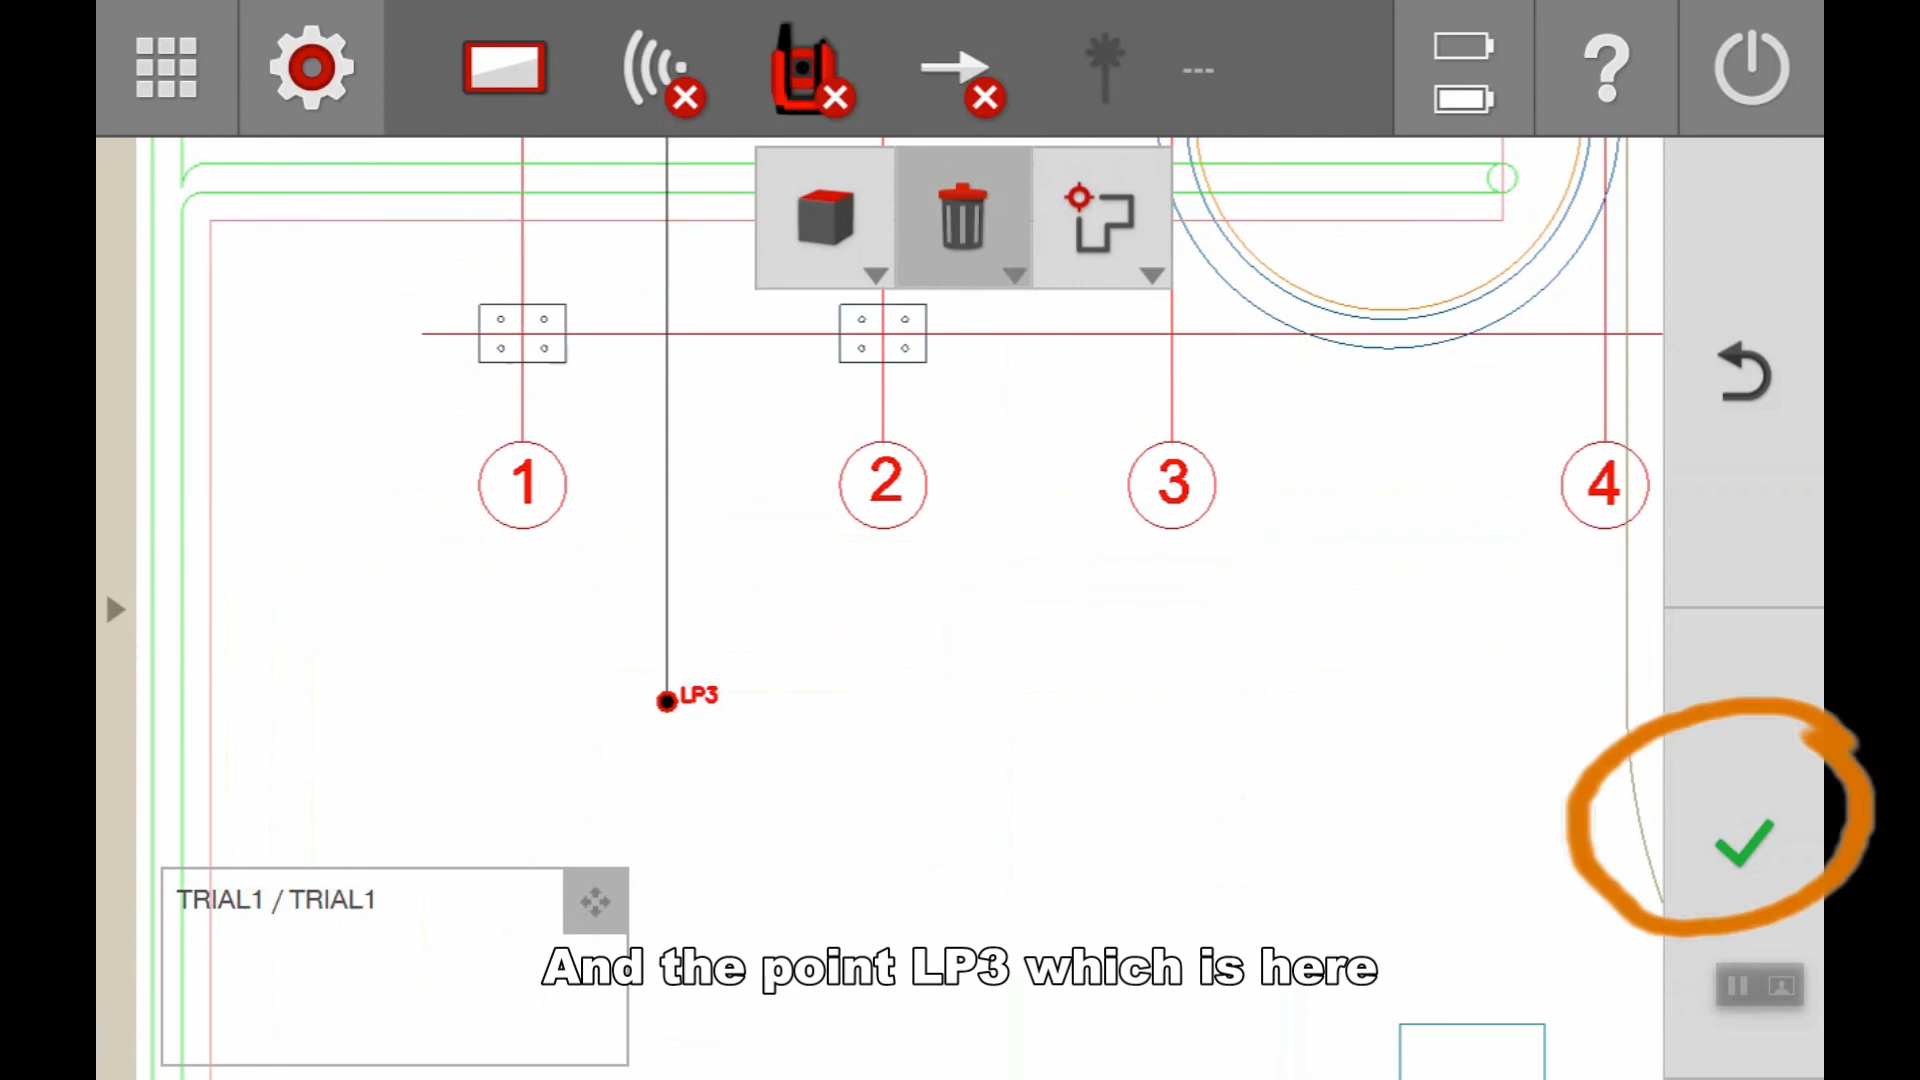 ---
?
1
2
3
4
LP3
TRIAL1 / TRIAL1
And the point LP3 which is here